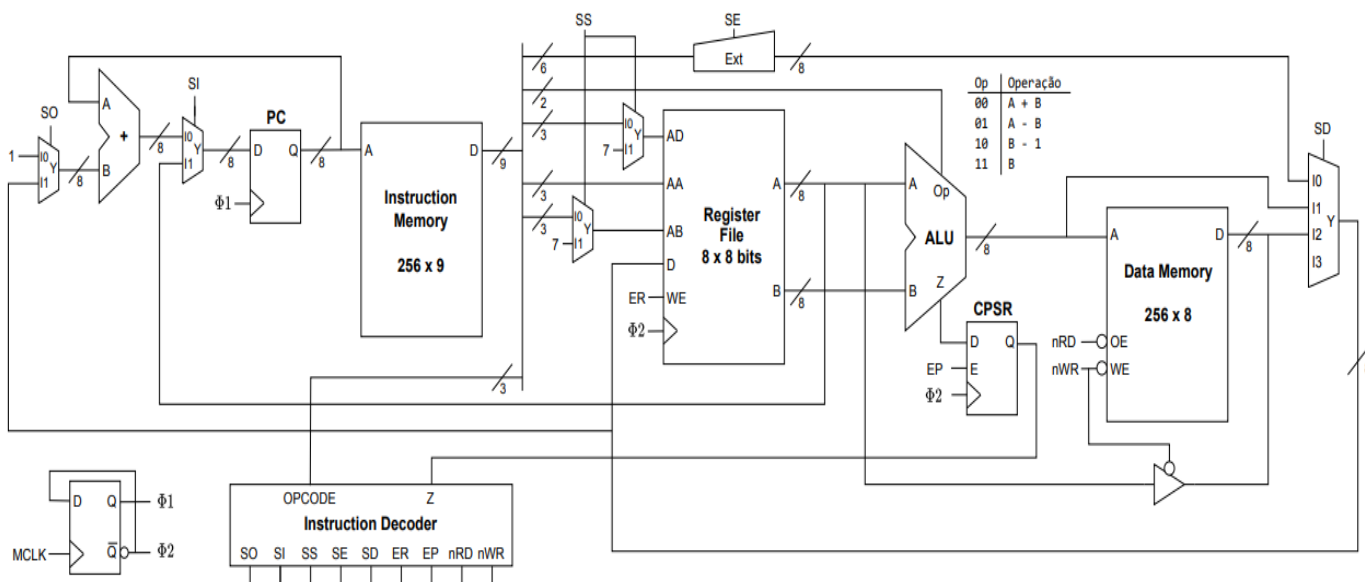 SS
SE
6
Ext
8
Op Operação
00 A + B
01 A - B
10 B - 1
11 B
SO
SI
SD
A
+
B
1
I0
I1
Y
8
8
I0
I1
Y
8
PC
D
Q
Φ1
8
A
D
Instruction
Memory
256 x 9
9
2
3
3
3
3
I0
I1
Y
7
I0
I1
Y
7
AD
AA
AB
D
WE
ER
Φ2
A
B
Register
File
8 x 8 bits
8
8
A
Op
ALU
B
Z
8
CPSR
D
Q
E
EP
Φ2
A
D
Data Memory
256 x 8
OE
WE
nRD
nWR
8
I0
I1
I2
I3
Y
OPCODE
Z
Instruction Decoder
SO SI SS SE SD ER EP nRD nWR
D
Q
Q̅
MCLK
Φ1
Φ2